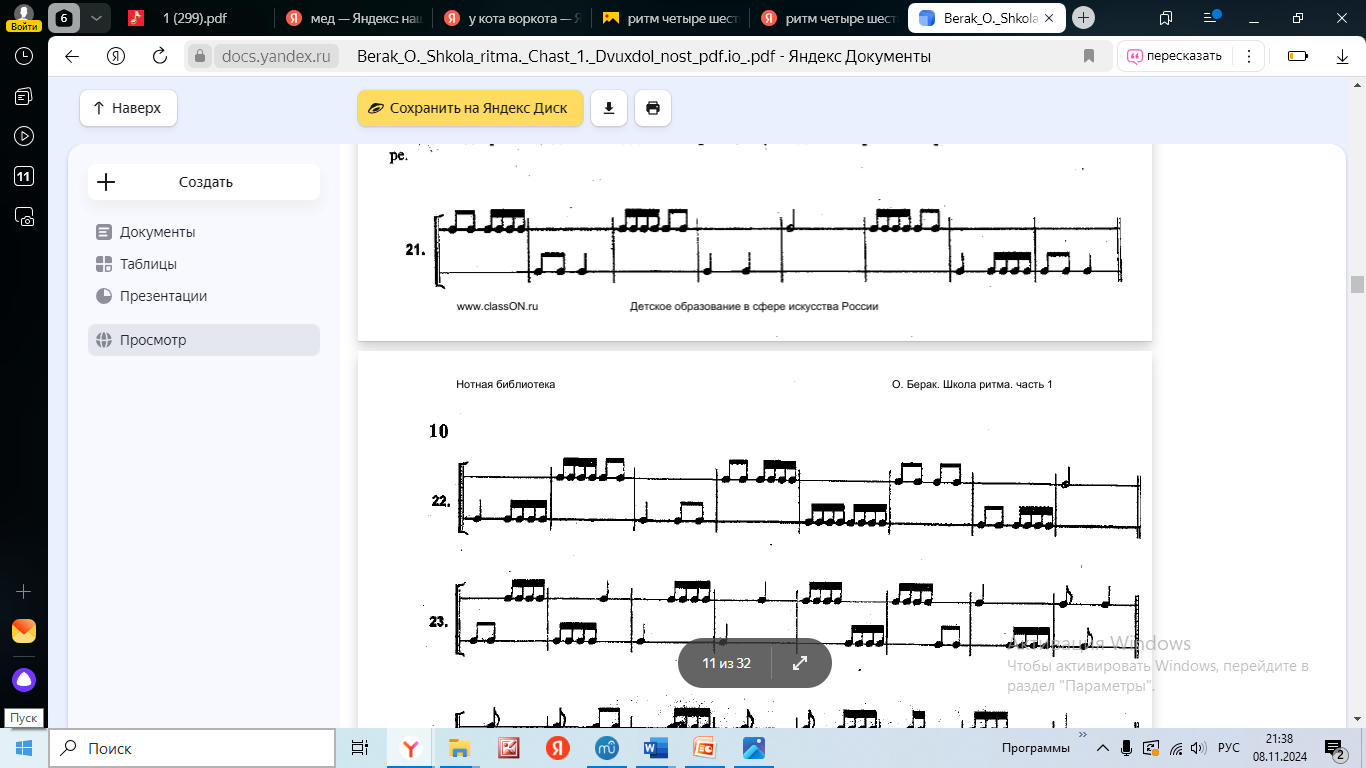 Войти
6
1 (299).pdf
мед — Яндекс: наш
у кота воркота — Я
ритм четыре шест
ритм четыре шест
Berak_O._Shkola
docs.yandex.ru
Berak_O._Shkola_ritma._Chast_1._Dvuxdol_nost_pdf.io_.pdf - Яндекс Документы
пересказать
11
Наверх
Сохранить на Яндекс Диск
Создать
Документы
Таблицы
Презентации
Просмотр
ре.
21.
www.classON.ru
Детское образование в сфере искусства России
Нотная библиотека
О. Берак. Школа ритма. часть 1
10
22.
23.
11 из 32
Активация Windows
Чтобы активировать Windows, перейдите в
раздел "Параметры".
Пуск
Поиск
Программы
РУС
21:38
08.11.2024
2